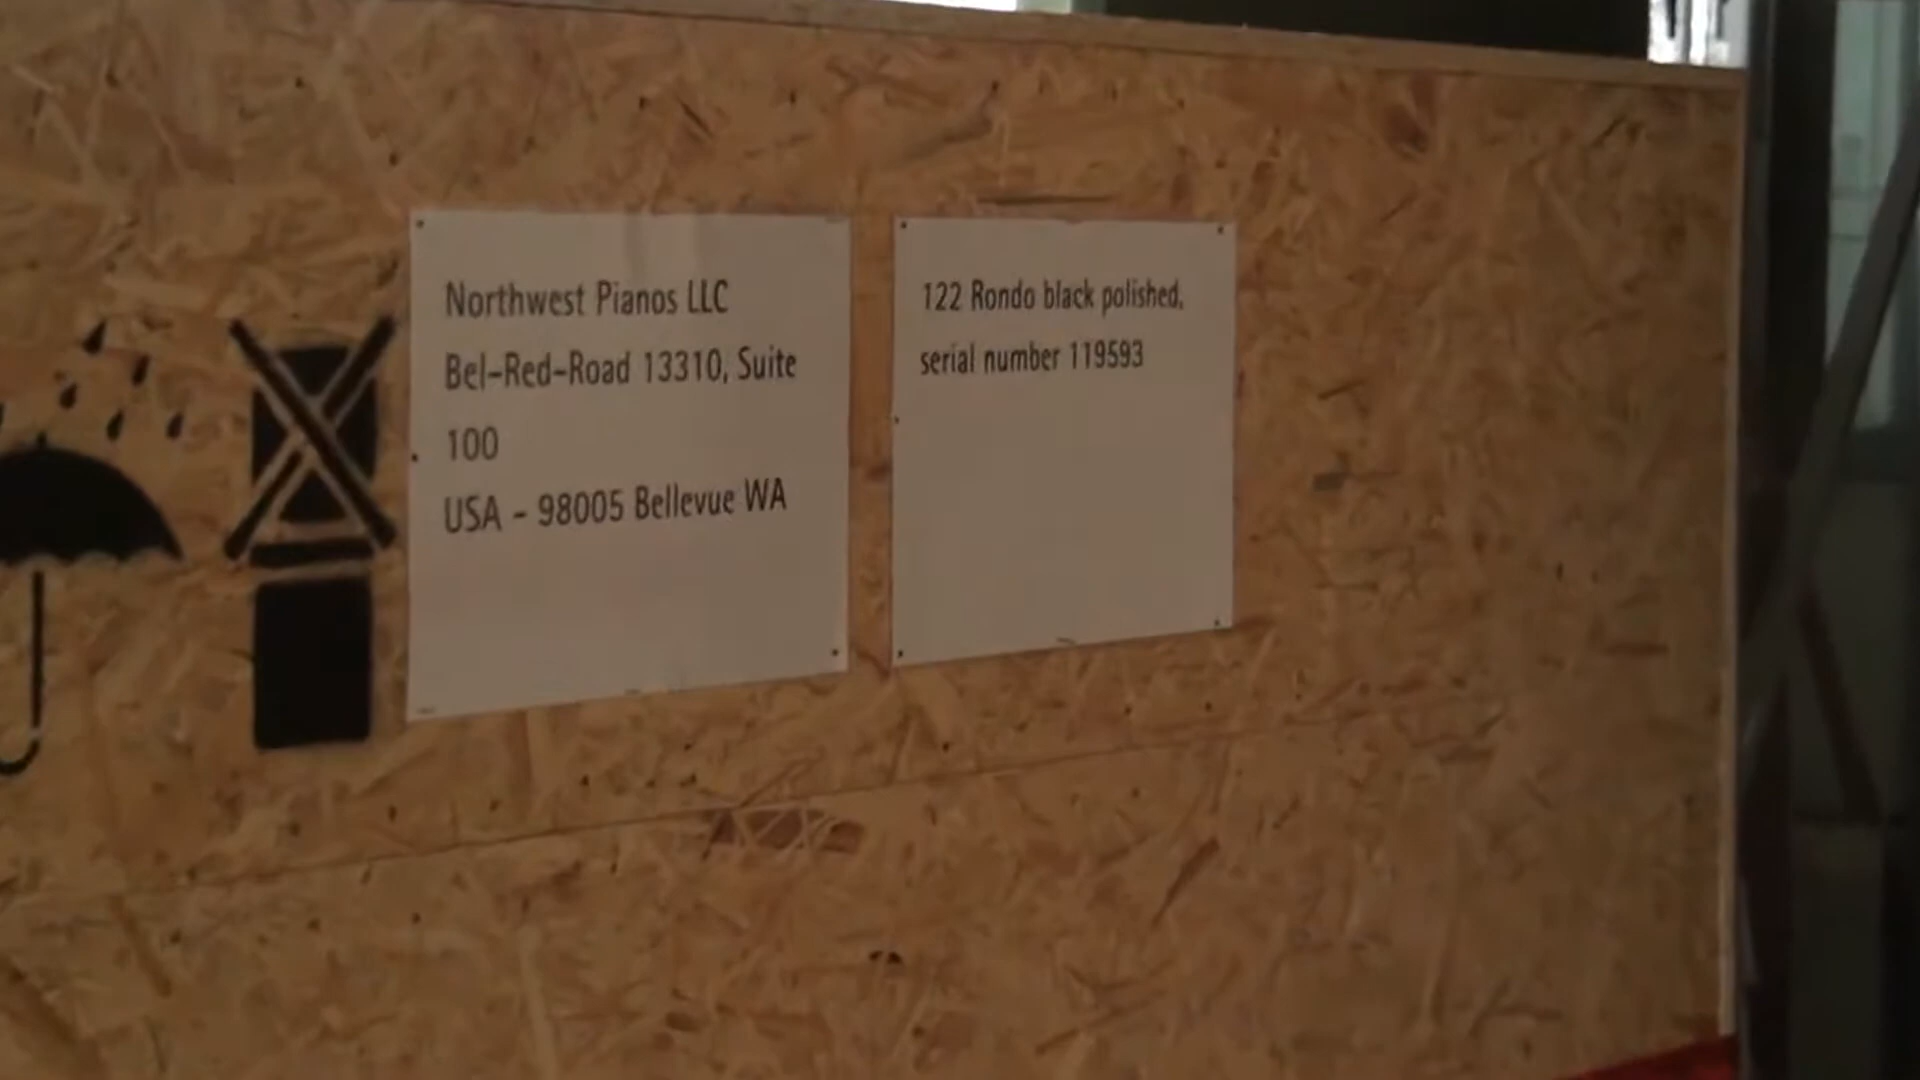 Northwest Pianos LLC
Bel-Red-Road 13310, Suite
100
USA - 98005 Bellevue WA
122 Rondo black polished,
serial number 119593